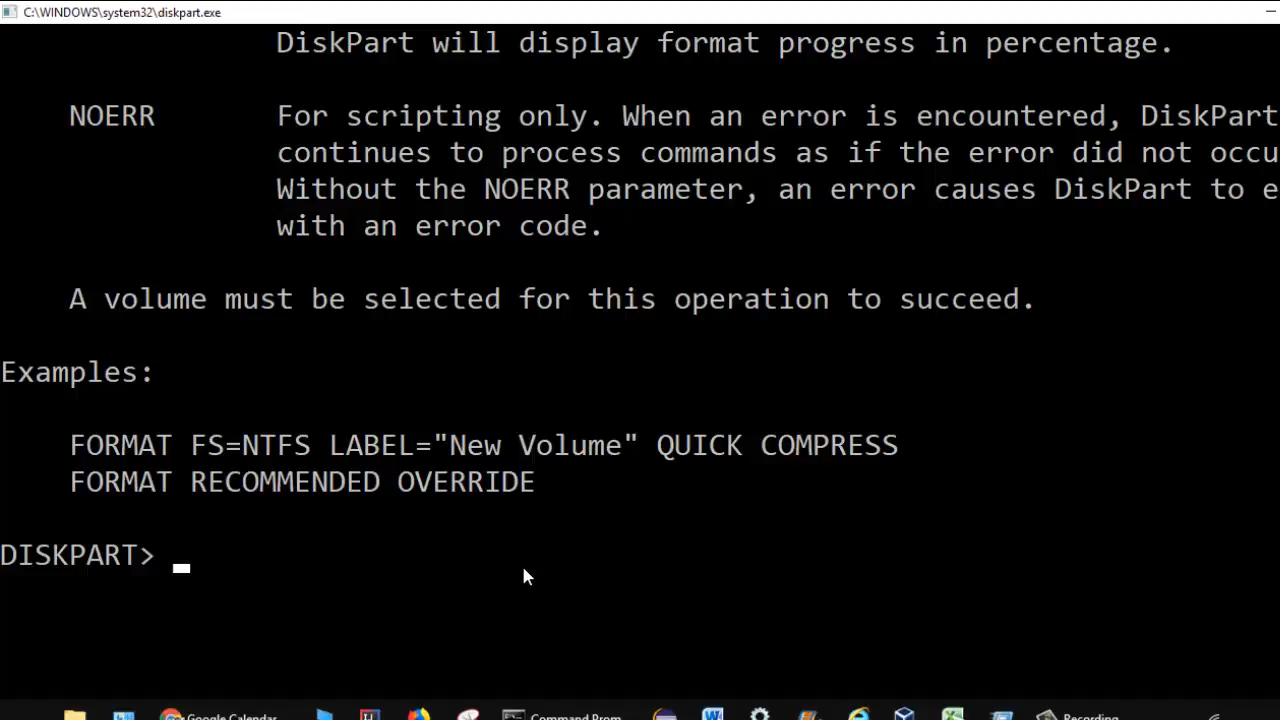 C:\WINDOWS\system32\diskpart.exe
DiskPart will display format progress in percentage.
NOERR For scripting only. When an error is encountered, DiskPart
continues to process commands as if the error did not occu
Without the NOERR parameter, an error causes DiskPart to e
with an error code.
A volume must be selected for this operation to succeed.
Examples:
FORMAT FS=NTFS LABEL="New Volume" QUICK COMPRESS
FORMAT RECOMMENDED OVERRIDE
DISKPART>
Google Calendar
Command Prom
Recording